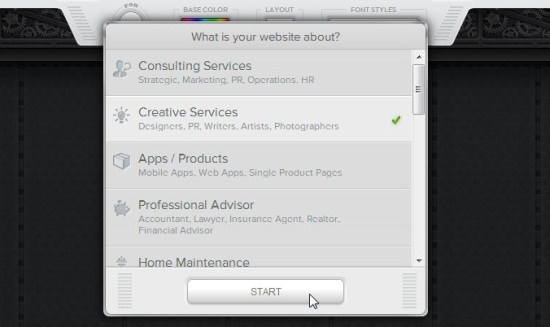 BASE COLOR LAYOUT FONT STYLES
What is your website about?
Consulting Services
Strategic, Marketing, PR, Operations, HR
Creative Services
Designers, PR, Writers, Artists, Photographers
Apps / Products
Mobile Apps, Web Apps, Single Product Pages
Professional Advisor
Accountant, Lawyer, Insurance Agent, Realtor,
Financial Advisor
Home Maintenance
START